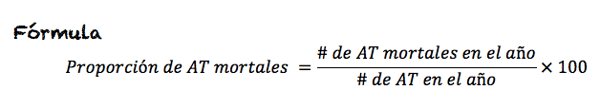 Fórmula
Proporción de AT mortales = # de AT mortales en el año / # de AT en el año × 100